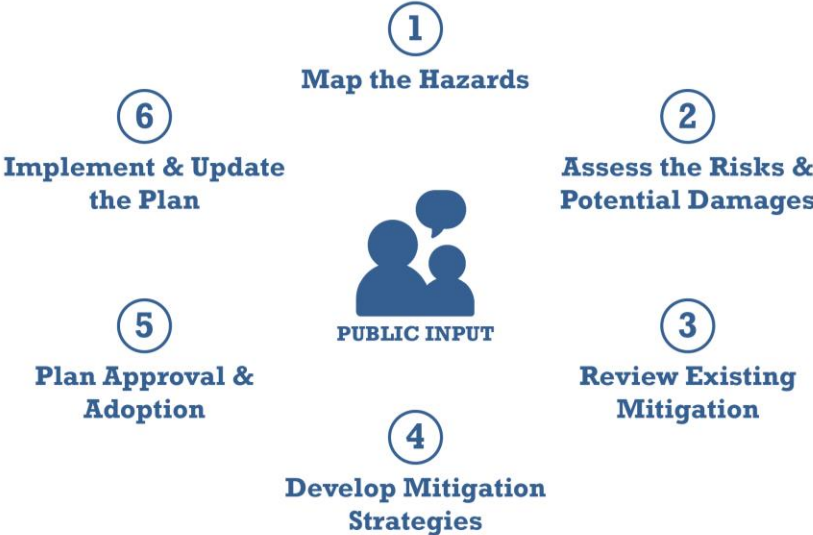 1
Map the Hazards
2
Assess the Risks &
Potential Damages
3
Review Existing
Mitigation
4
Develop Mitigation
Strategies
5
Plan Approval &
Adoption
6
Implement & Update
the Plan
PUBLIC INPUT